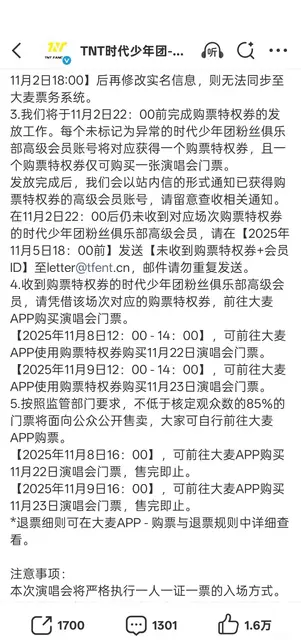 TNT
TNT FAM
TNT时代少年团-...
听
11月2日18:00】后再修改实名信息，则无法同步至
大麦票务系统。
3.我们将于11月2日22：00前完成购票特权券的发
放工作。每个未标记为异常的时代少年团粉丝俱乐
部高级会员账号将对应获得一个购票特权券，且一
个购票特权券仅可购买一张演唱会门票。
发放完成后，我们会以站内信的形式通知已获得购
票特权券的高级会员账号，请留意查收相关通知。
在11月2日22：00后仍未收到对应场次购票特权券
的时代少年团粉丝俱乐部高级会员，请在【2025年
11月5日18：00前】发送【未收到购票特权券+会员
ID】至letter@tfent.cn，邮件请勿重复发送。
4.收到购票特权券的时代少年团粉丝俱乐部高级会
员，请凭借该场次对应的购票特权券，前往大麦
APP购买演唱会门票。
【2025年11月8日12：00 - 14：00】，可前往大麦
APP使用购票特权券购买11月22日演唱会门票。
【2025年11月9日12：00 - 14：00】，可前往大麦
APP使用购票特权券购买11月23日演唱会门票。
5.按照监管部门要求，不低于核定观众数的85%的
门票将面向公众公开售卖，大家可自行前往大麦
APP购票。
【2025年11月8日16：00】，可前往大麦APP购买
11月22日演唱会门票，售完即止。
【2025年11月9日16：00】，可前往大麦APP购买
11月23日演唱会门票，售完即止。
*退票细则可在大麦APP - 购票与退票规则中详细查
看。
注意事项：
本次演唱会将严格执行一人一证一票的入场方式。
1700
1301
1.6万